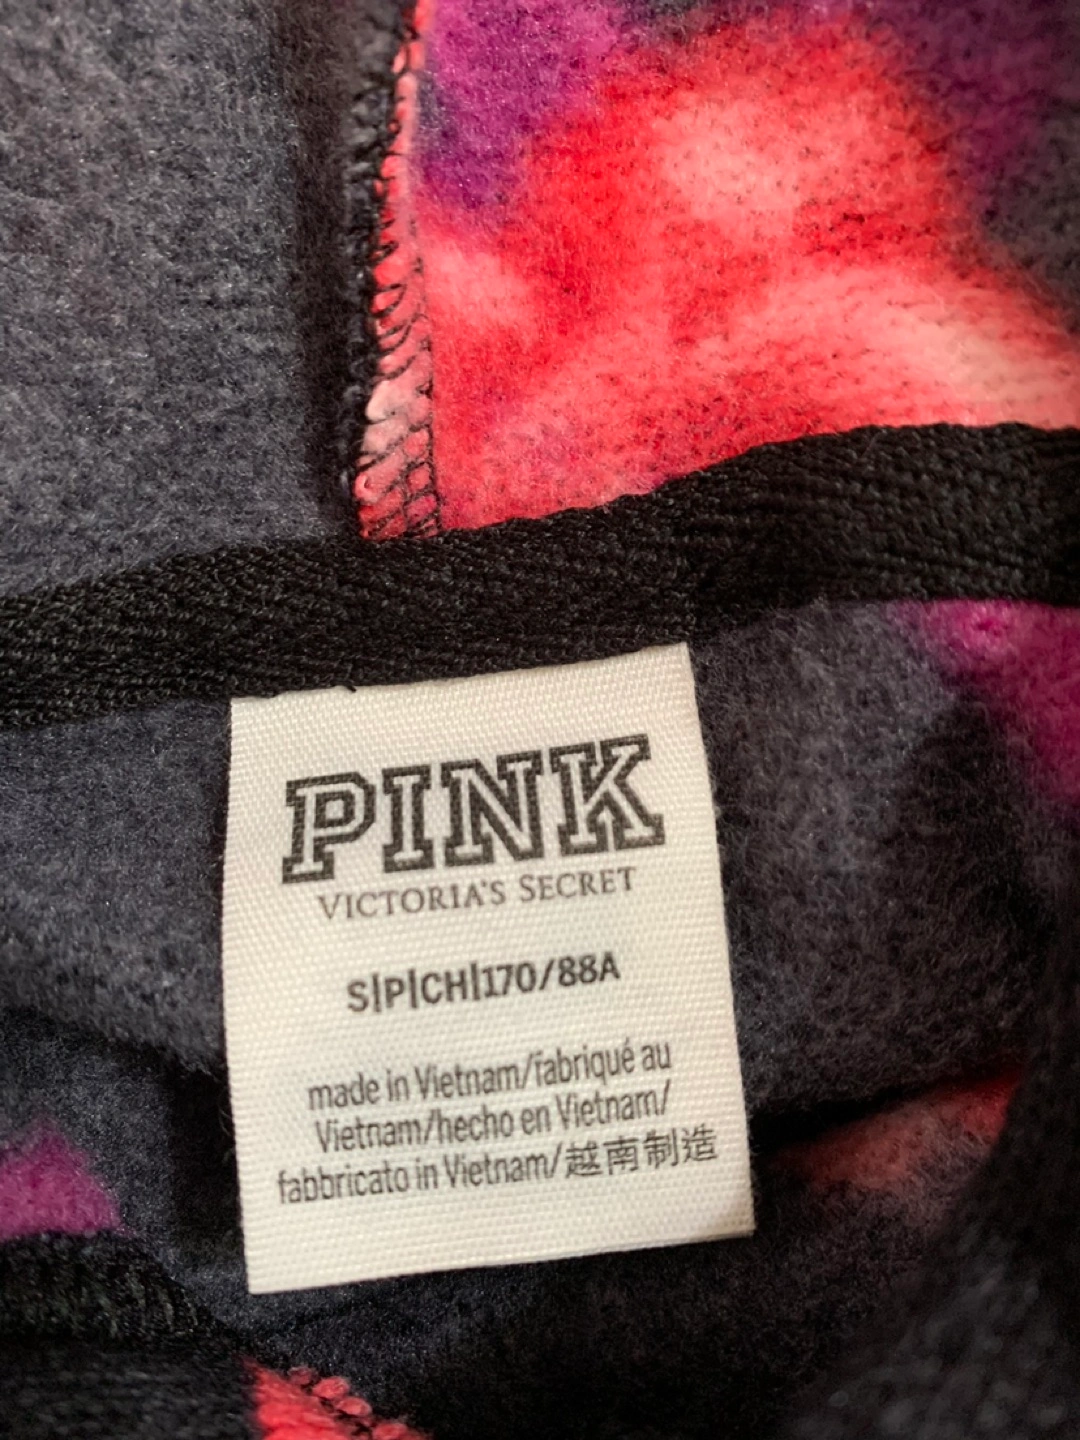 PINK
VICTORIA'S SECRET
S|P|CH|170/88A
made in Vietnam/fabriqué au
Vietnam/hecho en Vietnam/
fabbricato in Vietnam/越南制造